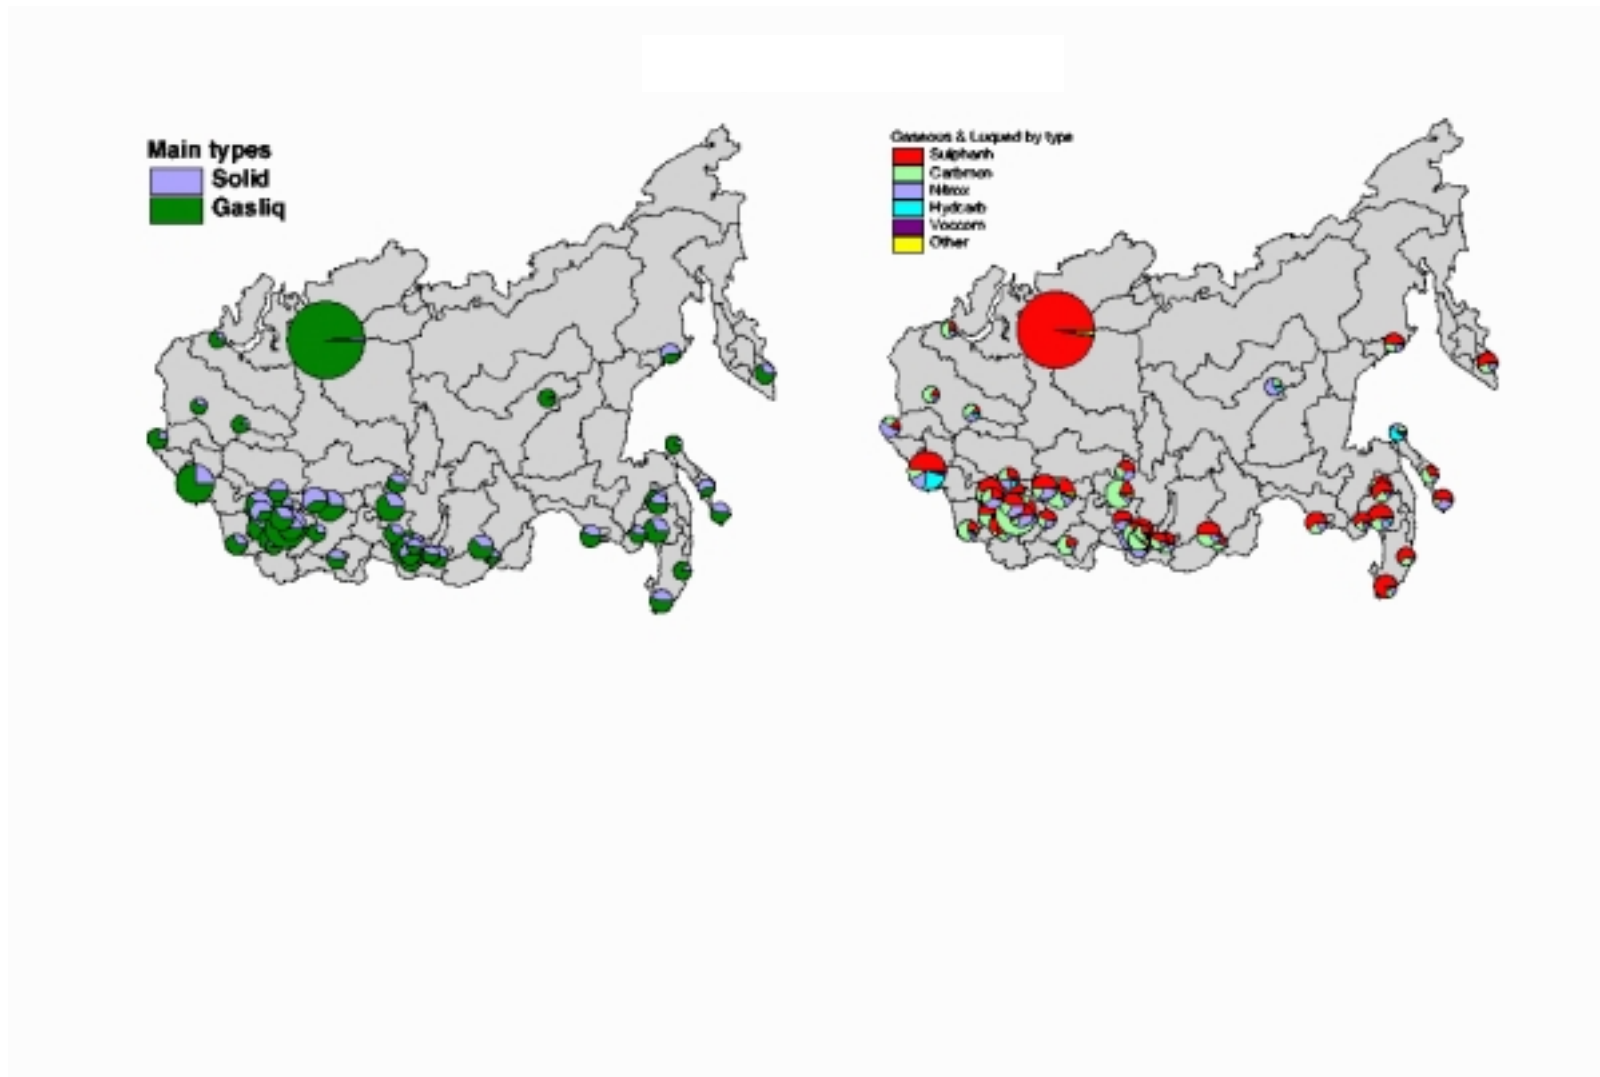 Main types
Solid
Gasliq
Gaseous & Luqued by type
Sulphanh
Carbmon
Nitrox
Hydcarb
Voccom
Other